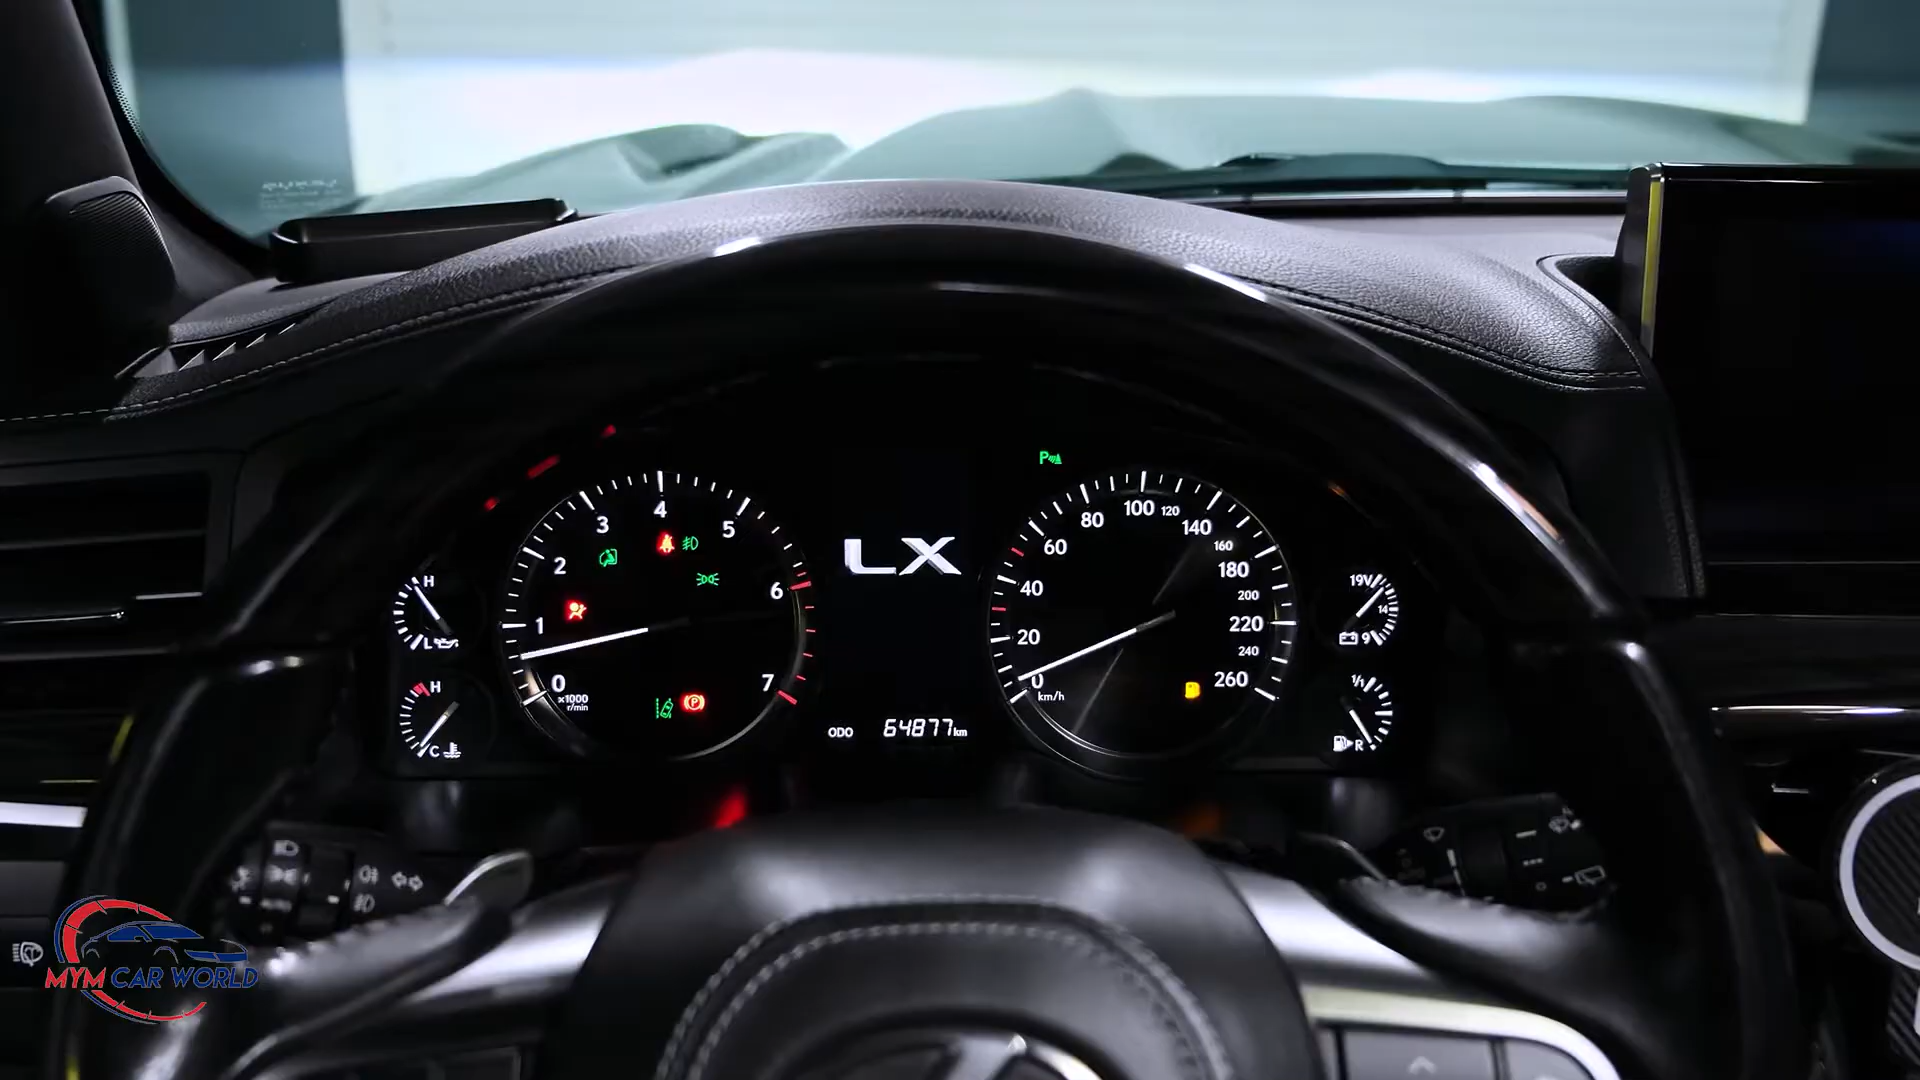 P
3 4 5
2 6
1
0 7
x1000
r/min
H
L
H
C
LX
ODO 64877km
80 100 120 140
60 160
40 180
200
20 220
240
0 260
km/h
19V
14
9
1/1
R
AUTO
MYM CAR WORLD